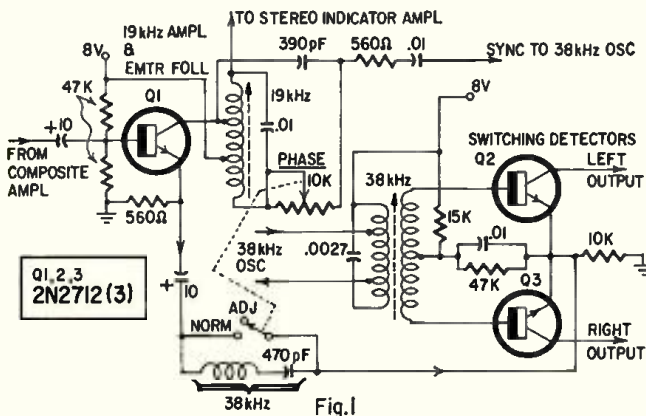 TO STEREO INDICATOR AMPL
19kHz AMPL
&
EMTR FOLL
8V
390pF
560Ω
.01
SYNC TO 38kHz OSC
47K
Q1
19kHz
.01
8V
+10
FROM
COMPOSITE
AMPL
PHASE
10K
SWITCHING DETECTORS
Q2
LEFT
OUTPUT
560Ω
38kHz
38kHz
OSC
.0027
15K
.01
47K
10K
Q1,2,3
2N2712 (3)
+
10
ADJ
NORM
Q3
470pF
RIGHT
OUTPUT
38kHz
Fig.1